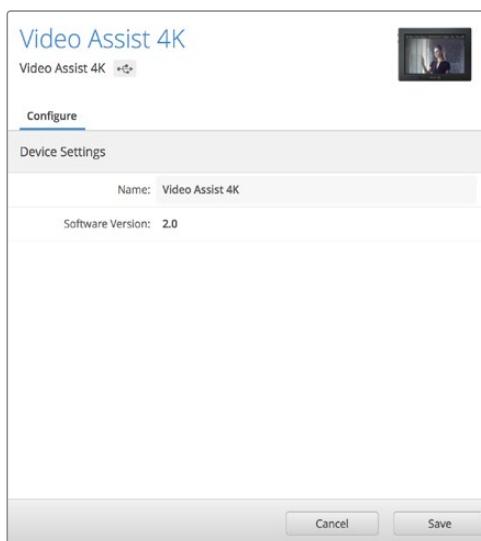 Video Assist 4K
Video Assist 4K
Configure
Device Settings
Name: Video Assist 4K
Software Version: 2.0
Cancel Save